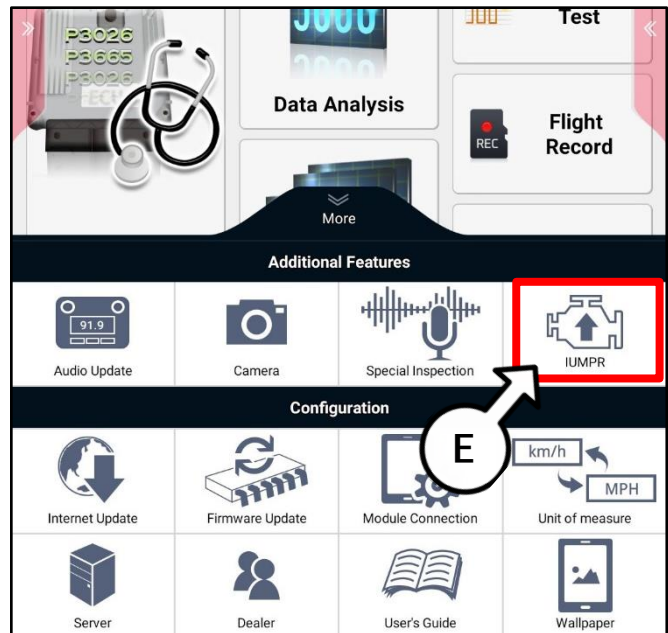 P3026
P3665
P3026
ECM
Data Analysis
Test
REC
Flight
Record
More
Additional Features
91.9
Audio Update
Camera
Special Inspection
IUMPR
Configuration
E
km/h
MPH
Internet Update
Firmware Update
Module Connection
Unit of measure
Server
Dealer
User's Guide
Wallpaper